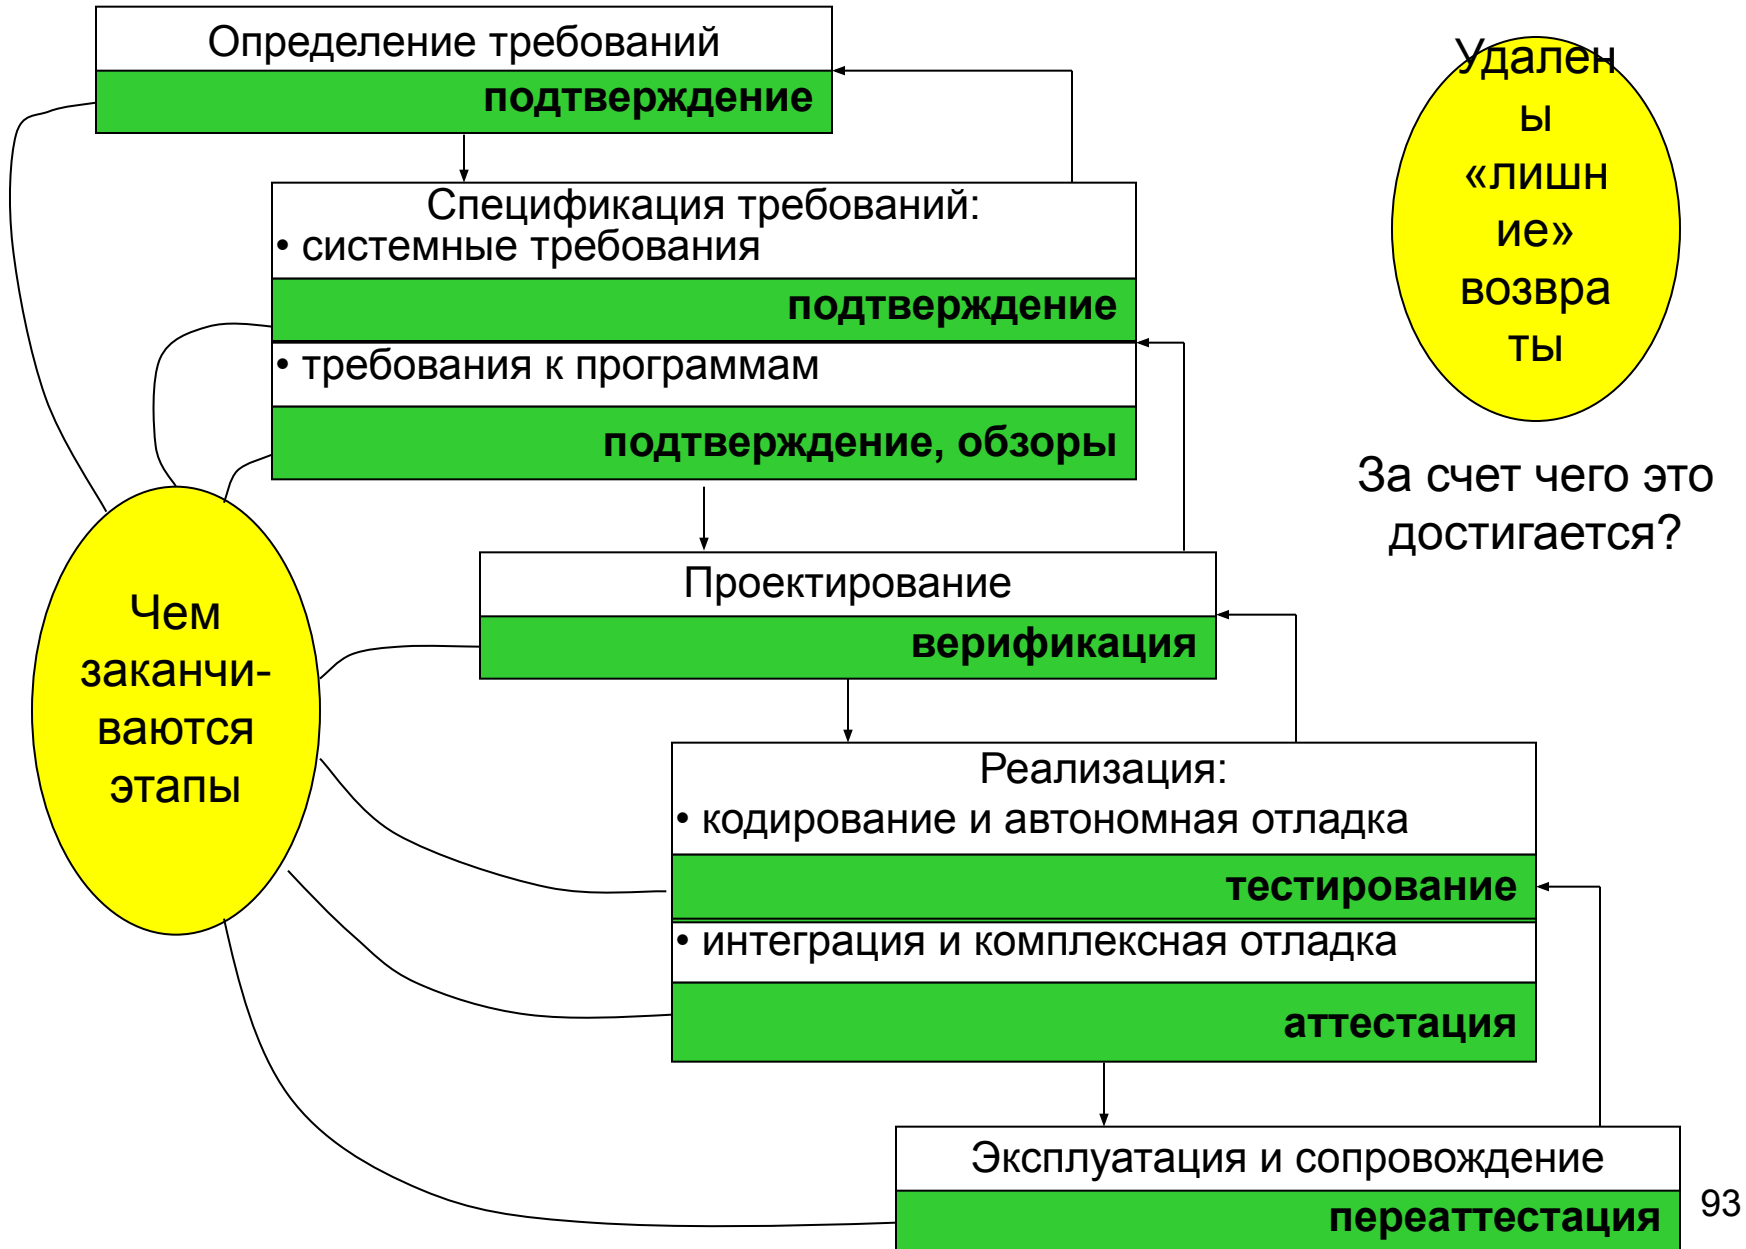 Определение требований
подтверждение
Спецификация требований:
• системные требования
подтверждение
• требования к программам
подтверждение, обзоры
Проектирование
верификация
Реализация:
• кодирование и автономная отладка
тестирование
• интеграция и комплексная отладка
аттестация
Эксплуатация и сопровождение
переаттестация
Чем
заканчи-
ваются
этапы
Удален
ы
«лишн
ие»
возвра
ты
За счет чего это
достигается?
93